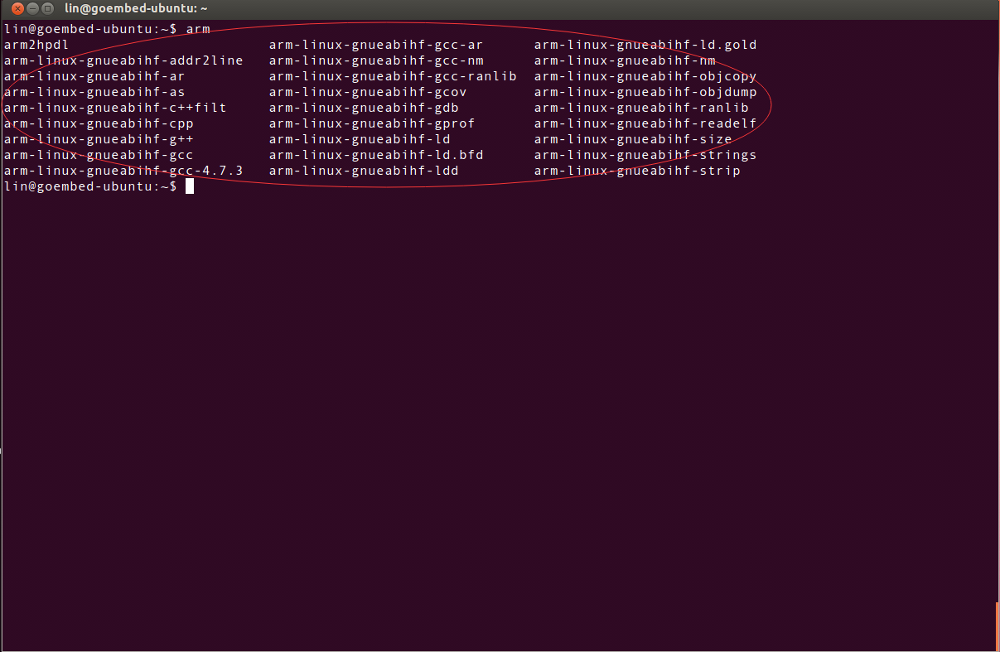 lin@goembed-ubuntu: ~
lin@goembed-ubuntu:~$ arm
arm2hpdl arm-linux-gnueabihf-gcc-ar arm-linux-gnueabihf-ld.gold
arm-linux-gnueabihf-addr2line arm-linux-gnueabihf-gcc-nm arm-linux-gnueabihf-nm
arm-linux-gnueabihf-ar arm-linux-gnueabihf-gcc-ranlib arm-linux-gnueabihf-objcopy
arm-linux-gnueabihf-as arm-linux-gnueabihf-gcov arm-linux-gnueabihf-objdump
arm-linux-gnueabihf-c++filt arm-linux-gnueabihf-gdb arm-linux-gnueabihf-ranlib
arm-linux-gnueabihf-cpp arm-linux-gnueabihf-gprof arm-linux-gnueabihf-readelf
arm-linux-gnueabihf-g++ arm-linux-gnueabihf-ld arm-linux-gnueabihf-size
arm-linux-gnueabihf-gcc arm-linux-gnueabihf-ld.bfd arm-linux-gnueabihf-strings
arm-linux-gnueabihf-gcc-4.7.3 arm-linux-gnueabihf-ldd arm-linux-gnueabihf-strip
lin@goembed-ubuntu:~$